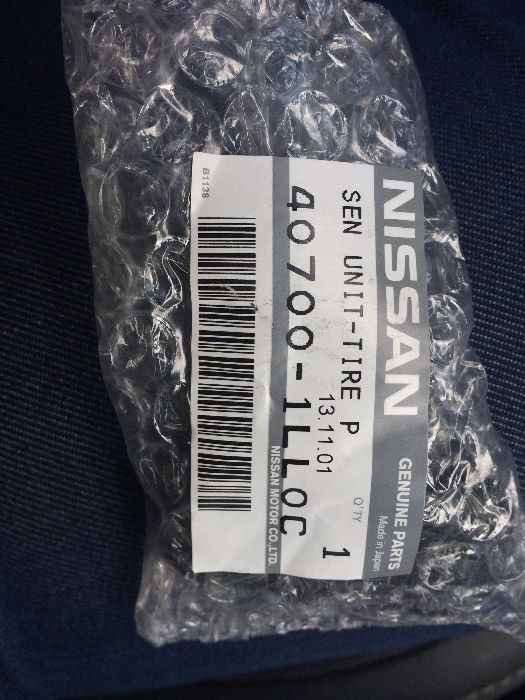 NISSAN
GENUINE PARTS
Made in Japan
SEN UNIT-TIRE P
Q'TY
1
13.11.01
40700-1LL0C
NISSAN MOTOR CO.,LTD.
B1138